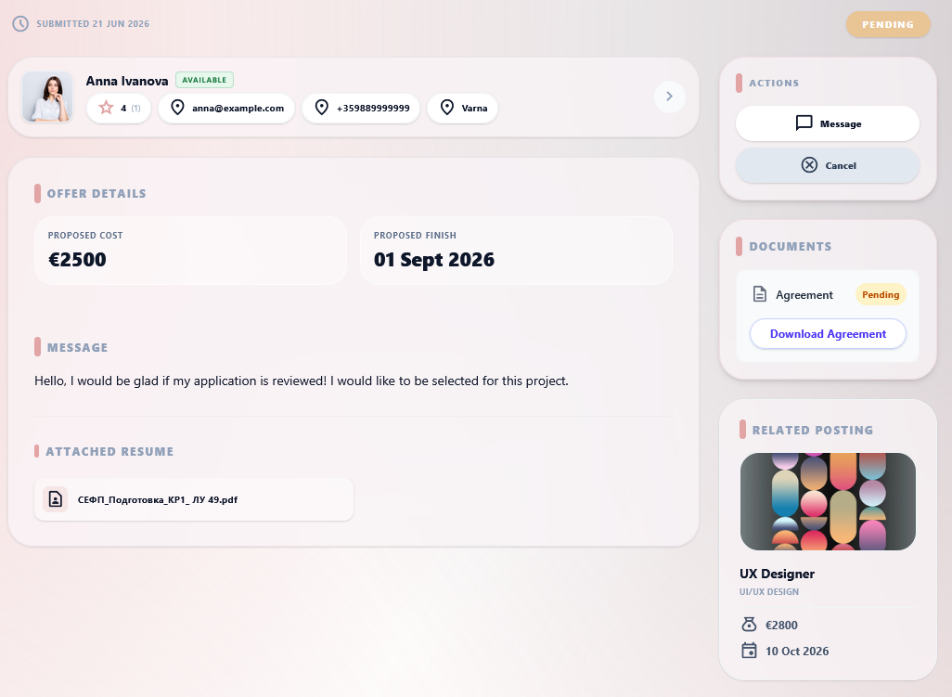 SUBMITTED 21 JUN 2026
PENDING
Anna Ivanova AVAILABLE
4 (1) anna@example.com +359889999999 Varna
OFFER DETAILS
PROPOSED COST
€2500
PROPOSED FINISH
01 Sept 2026
MESSAGE
Hello, I would be glad if my application is reviewed! I would like to be selected for this project.
ATTACHED RESUME
СЕФП_Подготовка_КР1_ ЛУ 49.pdf
ACTIONS
Message
Cancel
DOCUMENTS
Agreement Pending
Download Agreement
RELATED POSTING
UX Designer
UI/UX DESIGN
€2800
10 Oct 2026